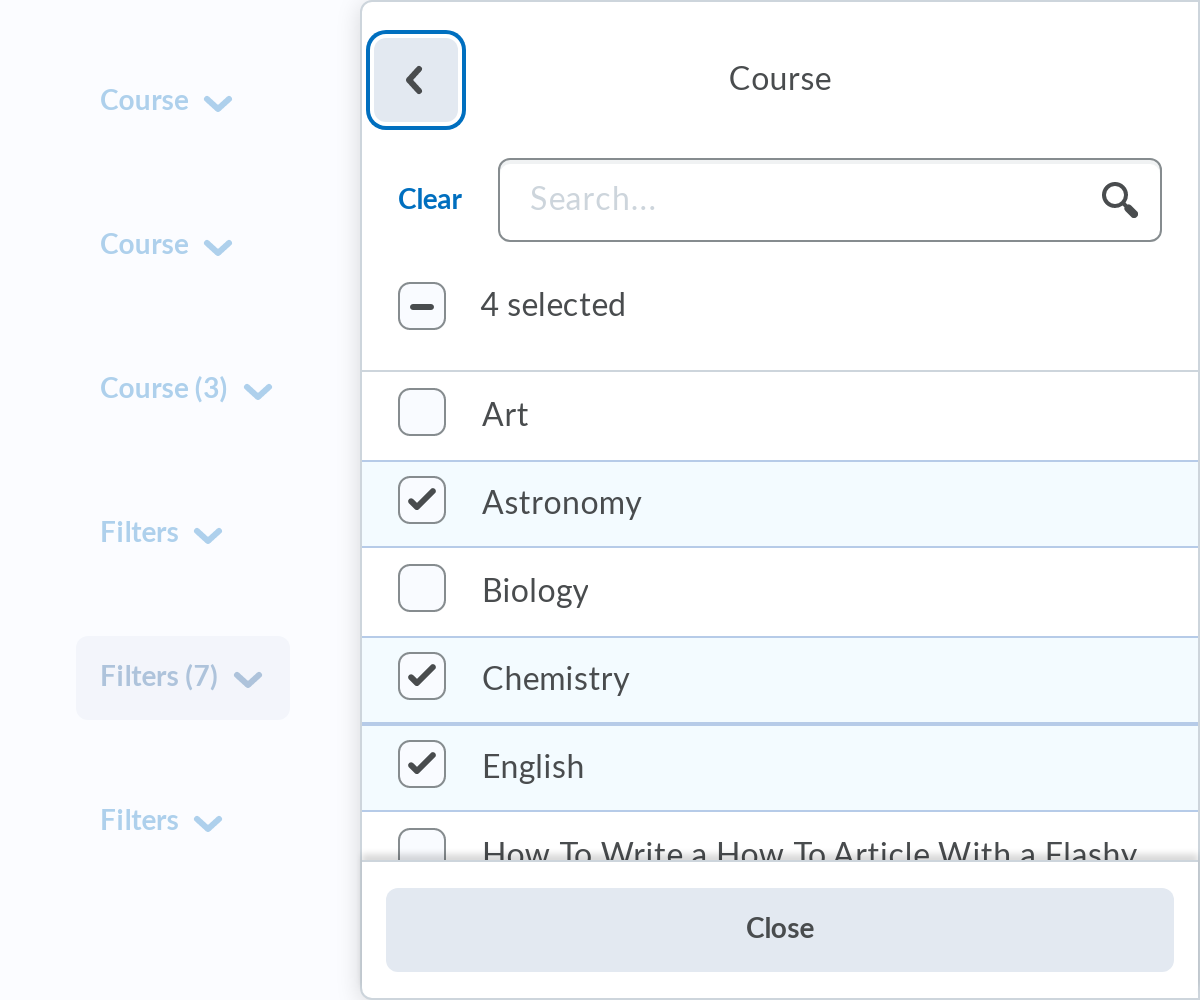 Course
Course
Course (3)
Filters
Filters (7)
Filters
Course
Clear
Search...
4 selected
Art
Astronomy
Biology
Chemistry
English
How To Write a How To Article With a Flashy
Close